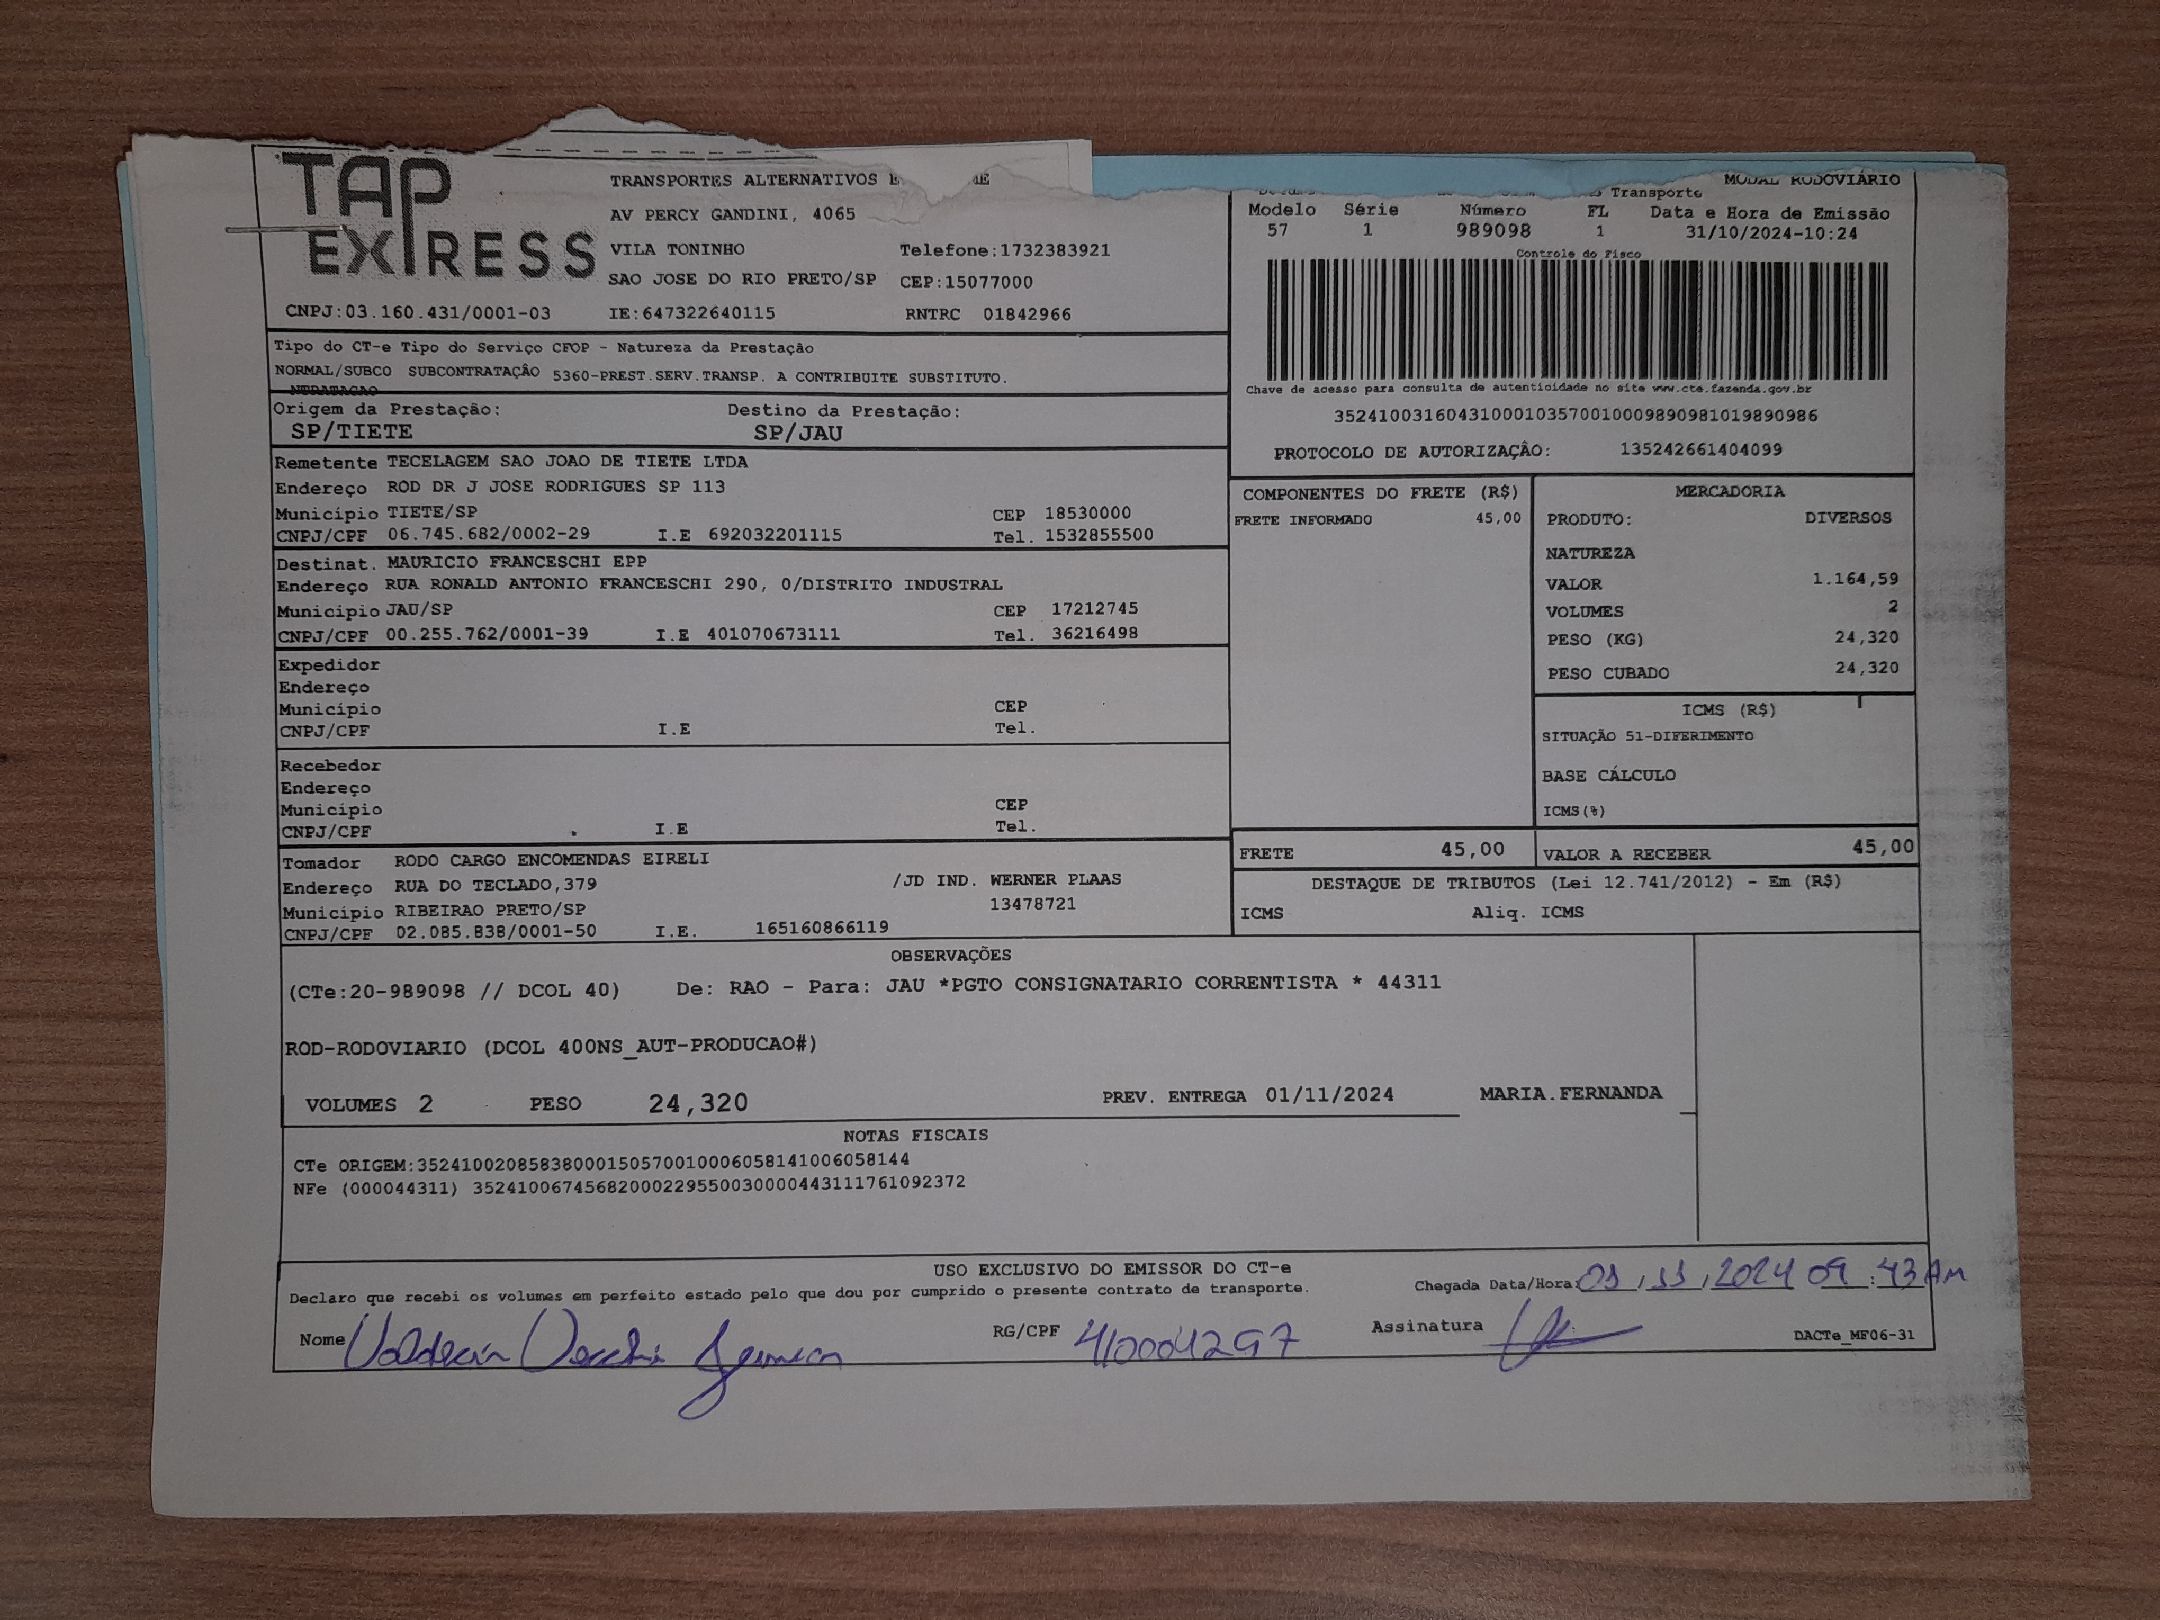 TAP
EXPRESS
TRANSPORTES ALTERNATIVOS
AV PERCY GANDINI, 4065
VILA TONINHO Telefone:1732383921
SAO JOSE DO RIO PRETO/SP CEP:15077000
CNPJ:03.160.431/0001-03 IE:647322640115 RNTRC 01842966
MODAL RODOVIÁRIO
Transporte
Modelo Série Número FL Data e Hora de Emissão
57 1 989098 1 31/10/2024-10:24
Controle do Fisco
Chave de acesso para consulta de autenticidade no site www.cte.fazenda.gov.br
35241003160431000103570010009890981019890986
PROTOCOLO DE AUTORIZAÇÂO: 135242661404099
Tipo do CT-e Tipo do Serviço CFOP - Natureza da Prestação
NORMAL/SUBCO SUBCONTRATAÇÂO 5360-PREST.SERV.TRANSP. A CONTRIBUITE SUBSTITUTO.
NTRATAÇAO
Origem da Prestação: Destino da Prestação:
SP/TIETE SP/JAU
Remetente TECELAGEM SAO JOAO DE TIETE LTDA
Endereço ROD DR J JOSE RODRIGUES SP 113
Município TIETE/SP CEP 18530000
CNPJ/CPF 06.745.682/0002-29 I.E 692032201115 Tel. 1532855500
Destinat. MAURICIO FRANCESCHI EPP
Endereço RUA RONALD ANTONIO FRANCESCHI 290, 0/DISTRITO INDUSTRAL
Município JAU/SP CEP 17212745
CNPJ/CPF 00.255.762/0001-39 I.E 401070673111 Tel. 36216498
Expedidor
Endereço
Município CEP
CNPJ/CPF I.E Tel.
Recebedor
Endereço
Município CEP
CNPJ/CPF I.E Tel.
Tomador RODO CARGO ENCOMENDAS EIRELI
Endereço RUA DO TECLADO,379 /JD IND. WERNER PLAAS
Município RIBEIRAO PRETO/SP 13478721
CNPJ/CPF 02.085.838/0001-50 I.E. 165160866119
COMPONENTES DO FRETE (R$)
FRETE INFORMADO 45,00
MERCADORIA
PRODUTO: DIVERSOS
NATUREZA
VALOR 1.164,59
VOLUMES 2
PESO (KG) 24,320
PESO CUBADO 24,320
ICMS (R$)
SITUAÇÃO 51-DIFERIMENTO
BASE CÁLCULO
ICMS(%)
FRETE 45,00 VALOR A RECEBER 45,00
DESTAQUE DE TRIBUTOS (Lei 12.741/2012) - Em (R$)
ICMS Aliq. ICMS
OBSERVAÇÕES
(CTe:20-989098 // DCOL 40) De: RAO - Para: JAU *PGTO CONSIGNATARIO CORRENTISTA * 44311
ROD-RODOVIARIO (DCOL 400NS_AUT-PRODUCAO#)
VOLUMES 2 PESO 24,320 PREV. ENTREGA 01/11/2024 MARIA.FERNANDA
NOTAS FISCAIS
CTe ORIGEM:35241002085838000150570010006058141006058144
NFe (000044311) 35241006745682000229550030000443111761092372
USO EXCLUSIVO DO EMISSOR DO CT-e
Declaro que recebi os volumes em perfeito estado pelo que dou por cumprido o presente contrato de transporte. Chegada Data/Hora: 01/11/2024 09:43 AM
Nome Valdecir Vecchi RG/CPF 410004297 Assinatura DACTe_MF06-31